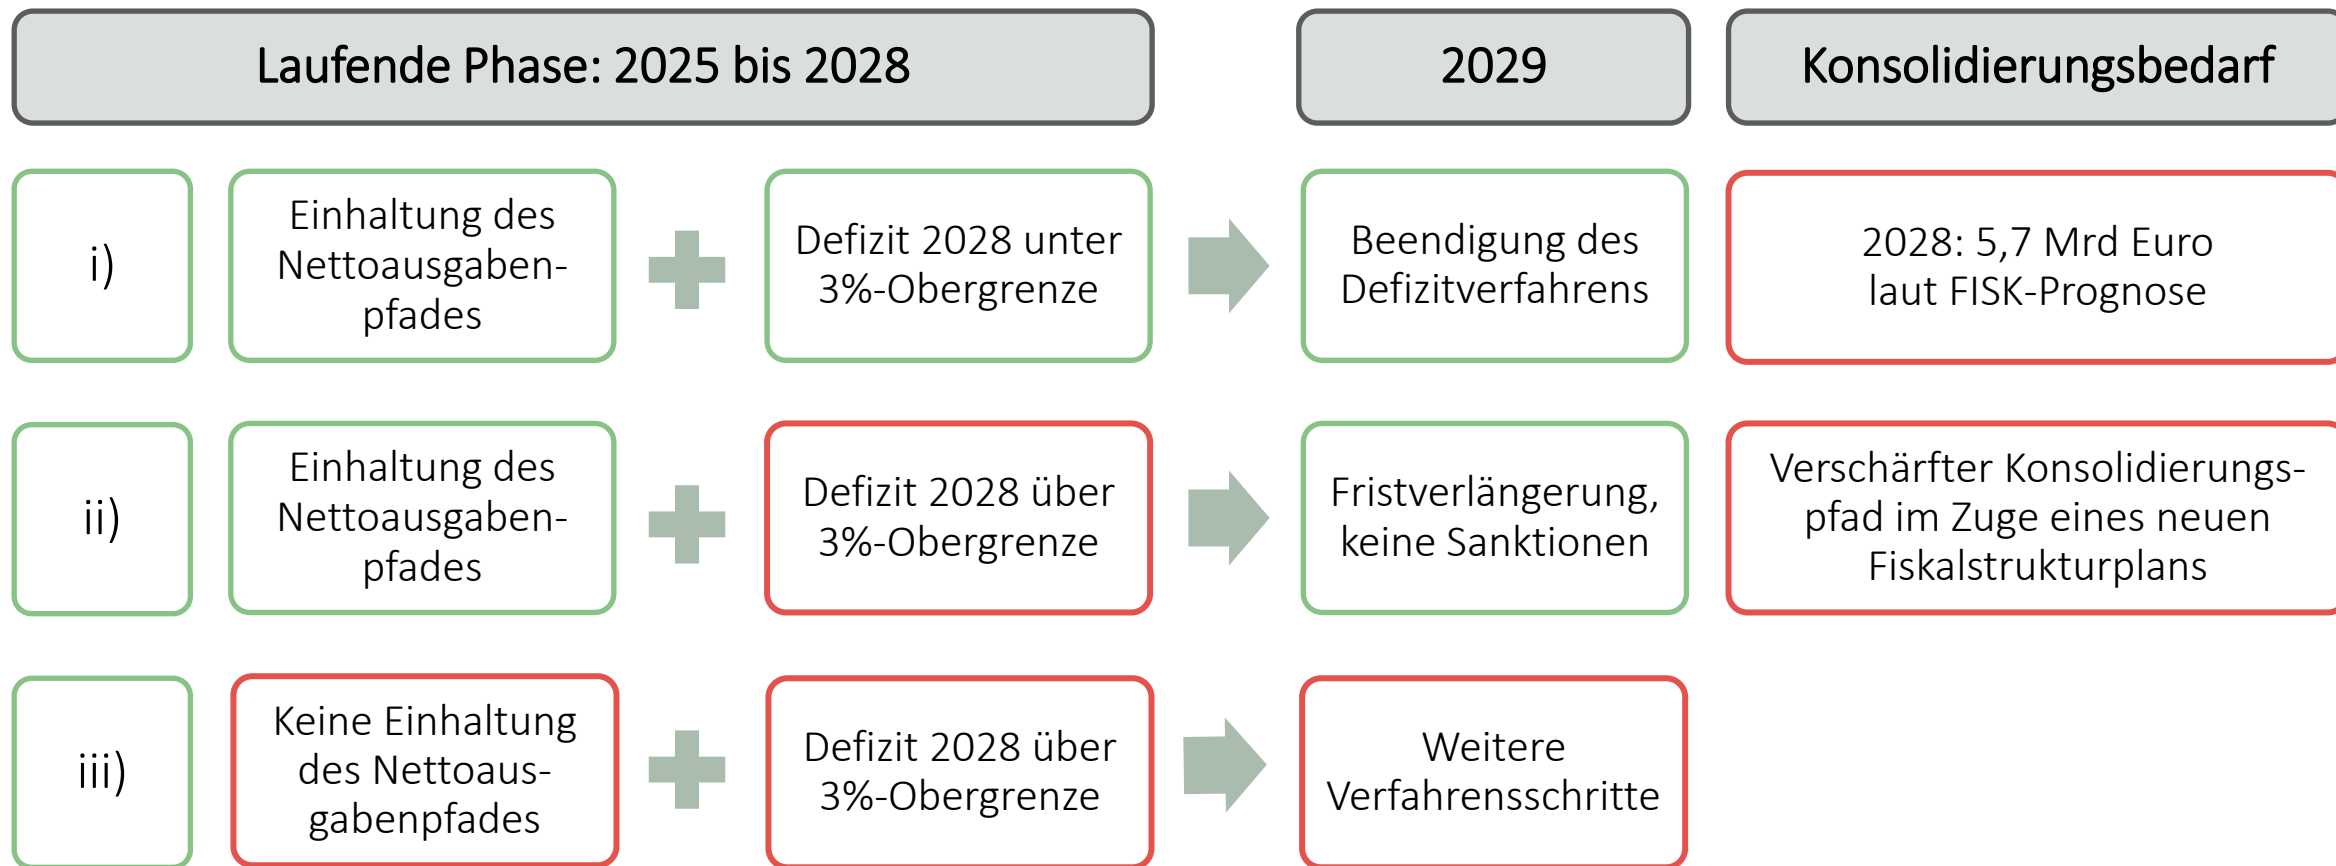 Laufende Phase: 2025 bis 2028
2029
Konsolidierungsbedarf
i)
Einhaltung des
Nettoausgaben-
pfades
Defizit 2028 unter
3%-Obergrenze
Beendigung des
Defizitverfahrens
2028: 5,7 Mrd Euro
laut FISK-Prognose
ii)
Einhaltung des
Nettoausgaben-
pfades
Defizit 2028 über
3%-Obergrenze
Fristverlängerung,
keine Sanktionen
Verschärfter Konsolidierungs-
pfad im Zuge eines neuen
Fiskalstrukturplans
iii)
Keine Einhaltung
des Nettoaus-
gabenpfades
Defizit 2028 über
3%-Obergrenze
Weitere
Verfahrensschritte